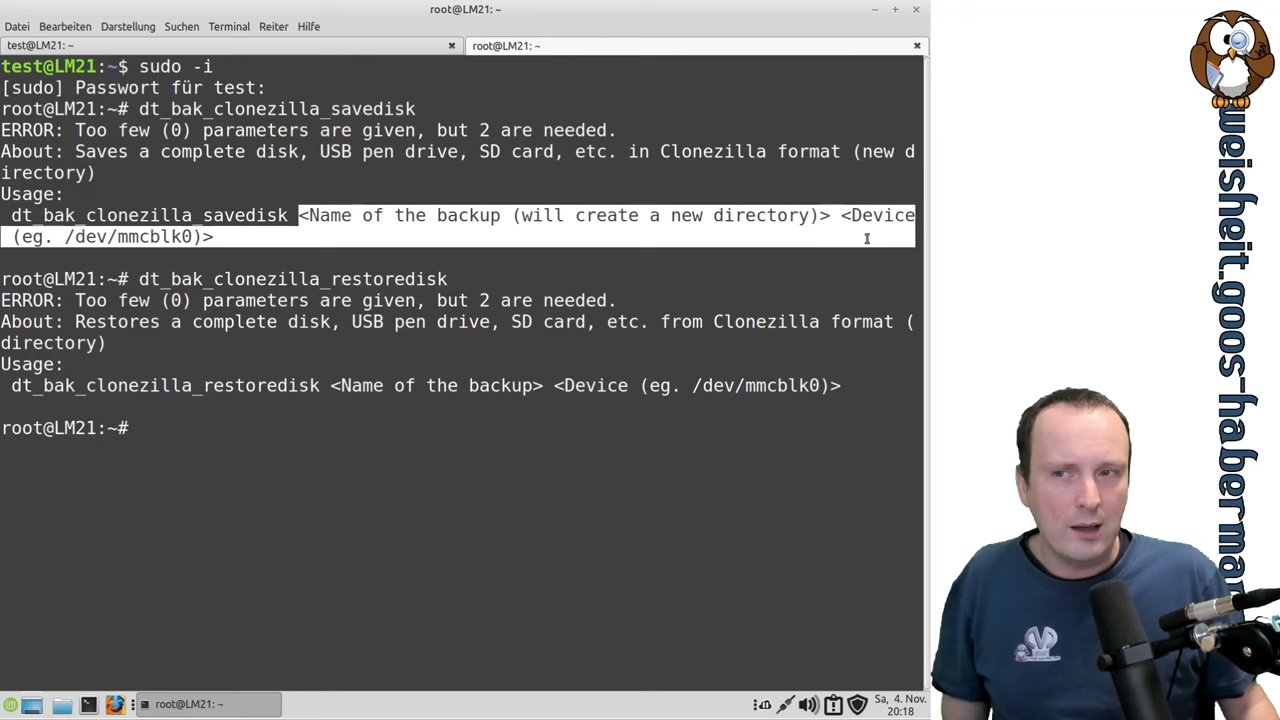 root@LM21: ~
Datei Bearbeiten Darstellung Suchen Terminal Reiter Hilfe
test@LM21: ~
root@LM21: ~
test@LM21:~$ sudo -i
[sudo] Passwort für test:
root@LM21:~# dt_bak_clonezilla_savedisk
ERROR: Too few (0) parameters are given, but 2 are needed.
About: Saves a complete disk, USB pen drive, SD card, etc. in Clonezilla format (new d
irectory)
Usage:
dt_bak_clonezilla_savedisk <Name of the backup (will create a new directory)> <Device
(eg. /dev/mmcblk0)>
root@LM21:~# dt_bak_clonezilla_restoredisk
ERROR: Too few (0) parameters are given, but 2 are needed.
About: Restores a complete disk, USB pen drive, SD card, etc. from Clonezilla format (
directory)
Usage:
dt_bak_clonezilla_restoredisk <Name of the backup> <Device (eg. /dev/mmcblk0)>
root@LM21:~#
root@LM21: ~
Sa, 4. Nov.
20:18